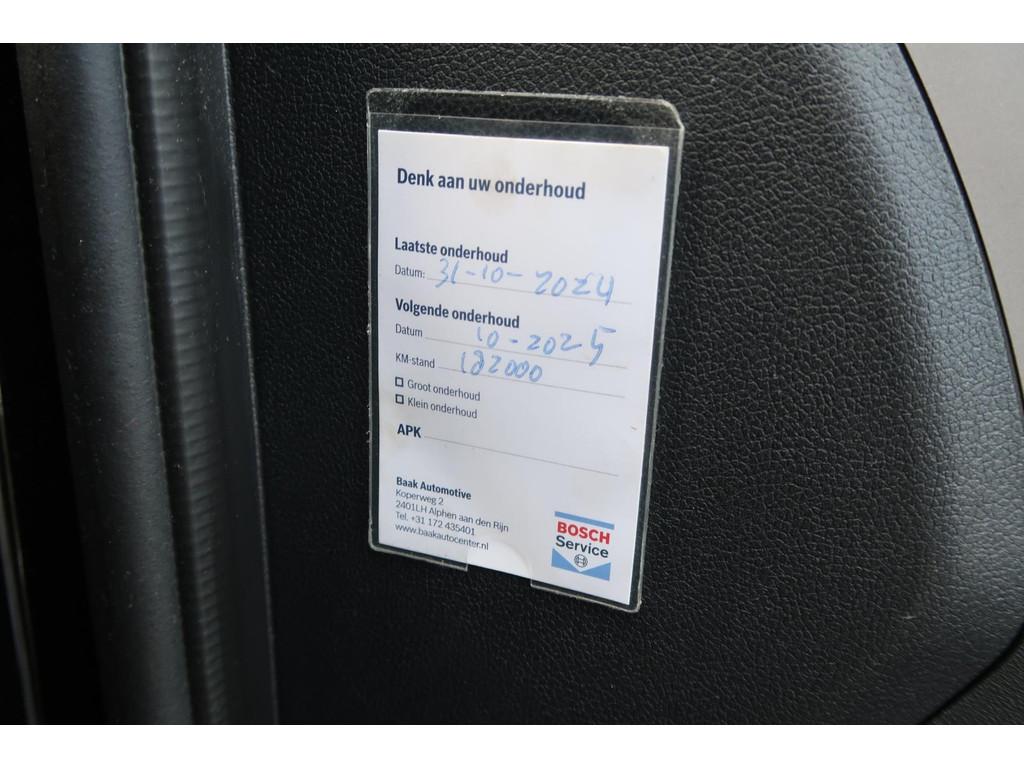 Denk aan uw onderhoud
Laatste onderhoud
Datum: 31-10-2024
Volgende onderhoud
Datum 10-2025
KM-stand 182000
Groot onderhoud
Klein onderhoud
APK
Baak Automotive
Koperweg 2
2401LH Alphen aan den Rijn
Tel. +31 172 435401
www.baakautocenter.nl
BOSCH
Service